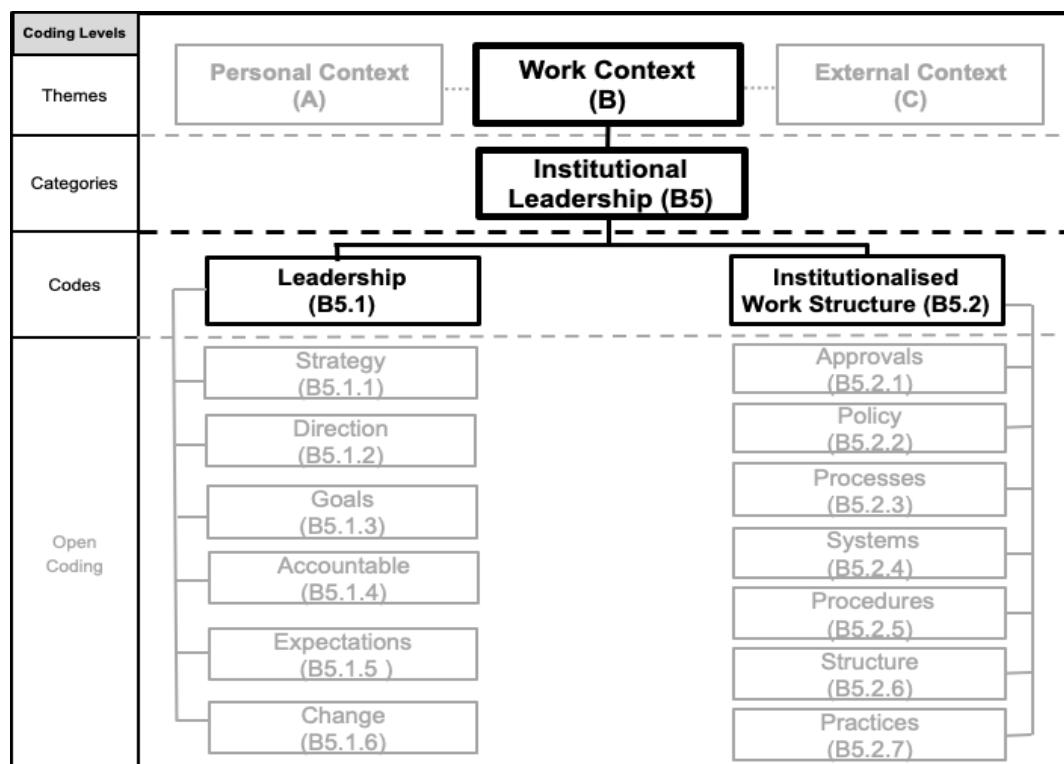 Coding Levels
Themes
Personal Context
(A)
Work Context
(B)
External Context
(C)
Categories
Institutional
Leadership (B5)
Codes
Leadership
(B5.1)
Institutionalised
Work Structure (B5.2)
Open
Coding
Strategy
(B5.1.1)
Direction
(B5.1.2)
Goals
(B5.1.3)
Accountable
(B5.1.4)
Expectations
(B5.1.5 )
Change
(B5.1.6)
Approvals
(B5.2.1)
Policy
(B5.2.2)
Processes
(B5.2.3)
Systems
(B5.2.4)
Procedures
(B5.2.5)
Structure
(B5.2.6)
Practices
(B5.2.7)